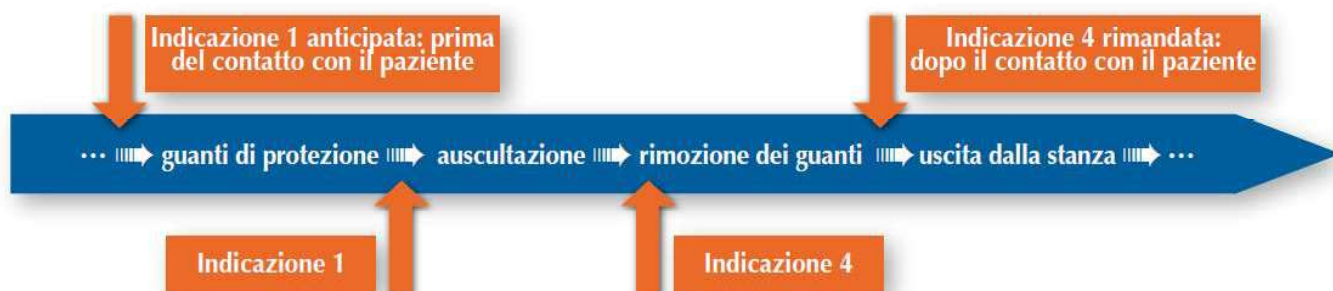 Indicazione 1 anticipata: prima
del contatto con il paziente
Indicazione 4 rimandata:
dopo il contatto con il paziente
... guanti di protezione auscultazione rimozione dei guanti uscita dalla stanza ...
Indicazione 1
Indicazione 4